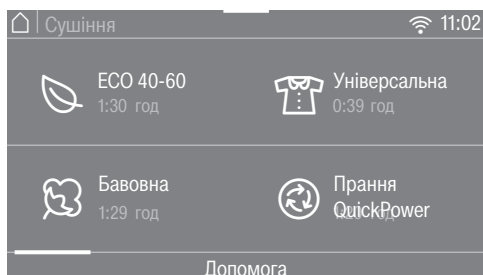 Сушіння
11:02
ECO 40-60
1:30 год
Універсальна
0:39 год
Бавовна
1:29 год
Прання
QuickPower
Допомога